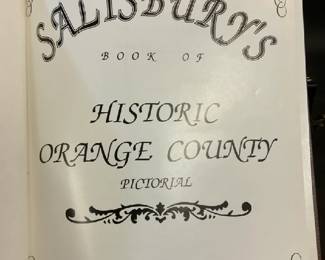 SALISBURY'S
BOOK OF
HISTORIC
ORANGE COUNTY
PICTORIAL